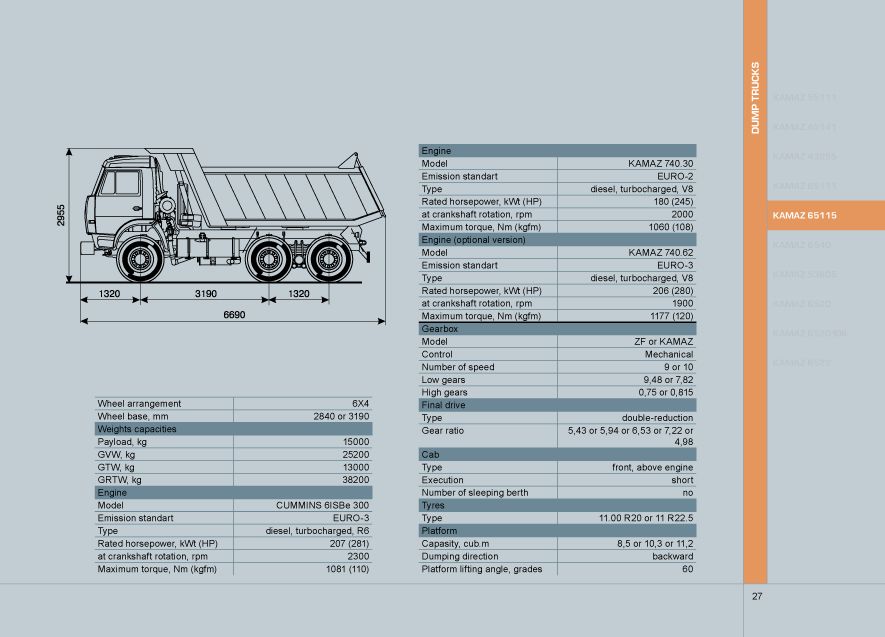 DUMP TRUCKS
KAMAZ 55111
KAMAZ 65111
KAMAZ 65115
KAMAZ 6540
KAMAZ 53605
KAMAZ 6520
KAMAZ 6522
2955
1320 3190 1320
6690
Wheel arrangement 6X4
Wheel base, mm 2840 or 3190
Weights capacities
Payload, kg 15000
GVW, kg 25200
GTW, kg 13000
GRTW, kg 38200
Engine
Model CUMMINS 6ISBe 300
Emission standart EURO-3
Type diesel, turbocharged, R6
Rated horsepower, kWt (HP) 207 (281)
at crankshaft rotation, rpm 2300
Maximum torque, Nm (kgfm) 1081 (110)
Engine
Model KAMAZ 740.30
Emission standart EURO-2
Type diesel, turbocharged, V8
Rated horsepower, kWt (HP) 180 (245)
at crankshaft rotation, rpm 2000
Maximum torque, Nm (kgfm) 1060 (108)
Engine (optional version)
Model KAMAZ 740.62
Emission standart EURO-3
Type diesel, turbocharged, V8
Rated horsepower, kWt (HP) 206 (280)
at crankshaft rotation, rpm 1900
Maximum torque, Nm (kgfm) 1177 (120)
Gearbox
Model ZF or KAMAZ
Control Mechanical
Number of speed 9 or 10
Low gears 9,48 or 7,82
High gears 0,75 or 0,815
Final drive
Type double-reduction
Gear ratio 5,43 or 5,94 or 6,53 or 7,22 or
4,98
Cab
Type front, above engine
Execution short
Number of sleeping berth no
Tyres
Type 11.00 R20 or 11 R22.5
Platform
Capasity, cub.m 8,5 or 10,3 or 11,2
Dumping direction backward
Platform lifting angle, grades 60
27